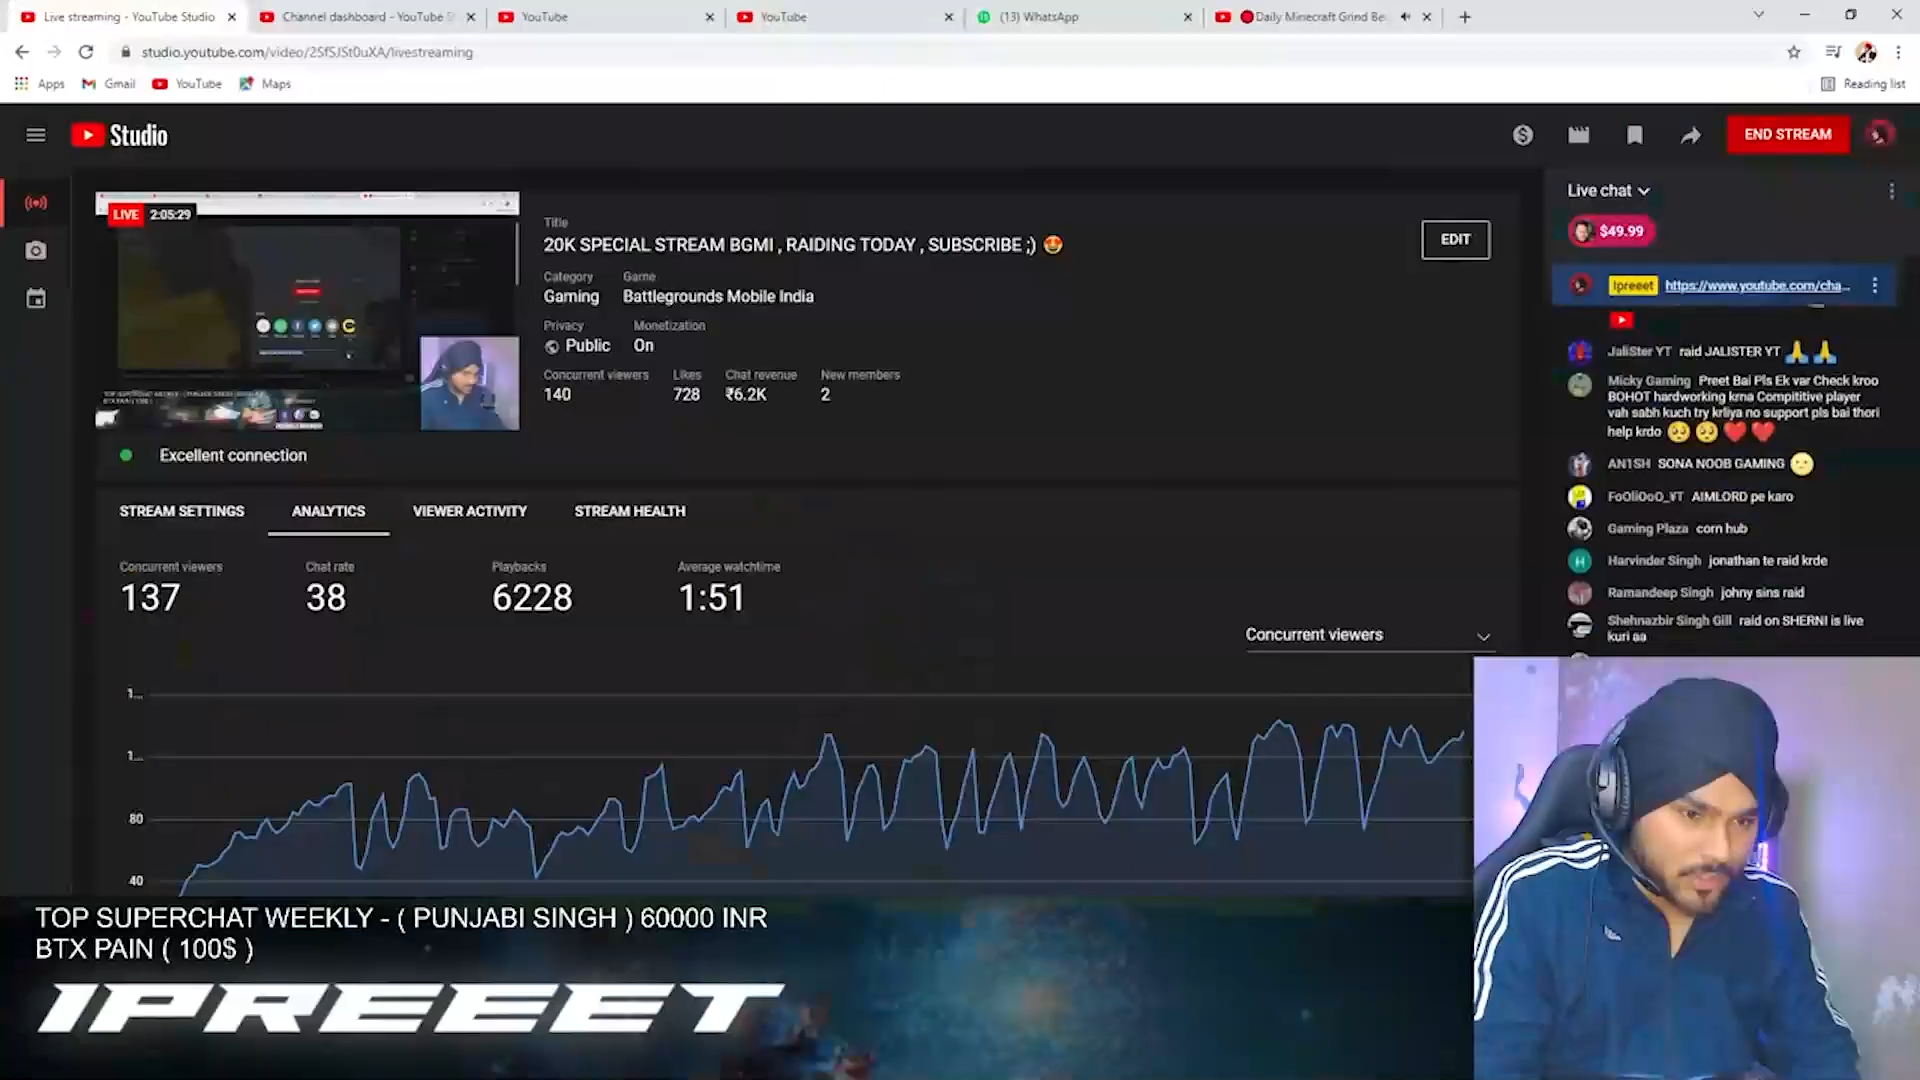 Live streaming - YouTube Studio
Channel dashboard - YouTube S
YouTube
YouTube
(13) WhatsApp
Daily Minecraft Grind Be
studio.youtube.com/video/2SfSJSt0uXA/livestreaming
Apps
Gmail
YouTube
Maps
Reading list
Studio
END STREAM
LIVE 2:05:29
Title
20K SPECIAL STREAM BGMI , RAIDING TODAY , SUBSCRIBE ;) 🤩
EDIT
Category Game
Gaming Battlegrounds Mobile India
Privacy Monetization
Public On
Concurrent viewers Likes Chat revenue New members
140 728 ₹6.2K 2
Excellent connection
STREAM SETTINGS ANALYTICS VIEWER ACTIVITY STREAM HEALTH
Concurrent viewers Chat rate Playbacks Average watchtime
137 38 6228 1:51
Concurrent viewers
1...
1...
80
40
Live chat
$49.99
Ipreeet https://www.youtube.com/cha...
JaliSter YT raid JALISTER YT 🙏 🙏
Micky Gaming Preet Bai Pls Ek var Check kroo
BOHOT hardworking krna Compititive player
vah sabh kuch try krliya no support pls bai thori
help krdo 🥺 🥺 ❤️ ❤️
AN1SH SONA NOOB GAMING 🙂
FoOliOoO_¥T AIMLORD pe karo
Gaming Plaza corn hub
Harvinder Singh jonathan te raid krde
Ramandeep Singh johny sins raid
Shehnazbir Singh Gill raid on SHERNI is live
kuri aa
TOP SUPERCHAT WEEKLY - ( PUNJABI SINGH ) 60000 INR
BTX PAIN ( 100$ )
IPREEET